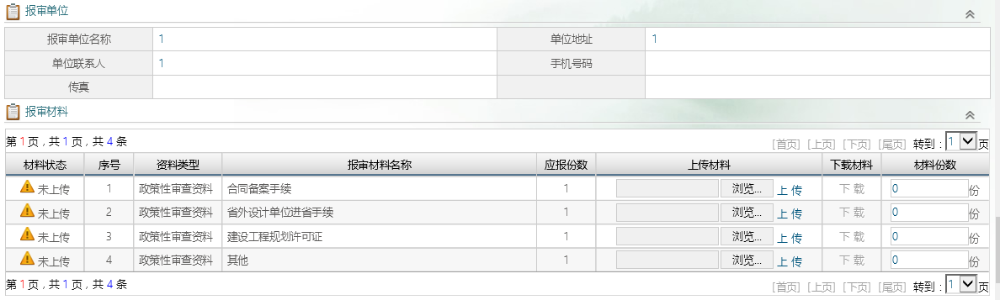 报审单位
报审单位名称 1 单位地址 1
单位联系人 1 手机号码
传真
报审材料
第 1 页，共 1 页，共 4 条 [首页] [上页] [下页] [尾页] 转到：1 页
材料状态 序号 资料类型 报审材料名称 应报份数 上传材料 下载材料 材料份数
未上传 1 政策性审查资料 合同备案手续 1 浏览... 上 传 下 载 0 份
未上传 2 政策性审查资料 省外设计单位进省手续 1 浏览... 上 传 下 载 0 份
未上传 3 政策性审查资料 建设工程规划许可证 1 浏览... 上 传 下 载 0 份
未上传 4 政策性审查资料 其他 1 浏览... 上 传 下 载 0 份
第 1 页，共 1 页，共 4 条 [首页] [上页] [下页] [尾页] 转到：1 页